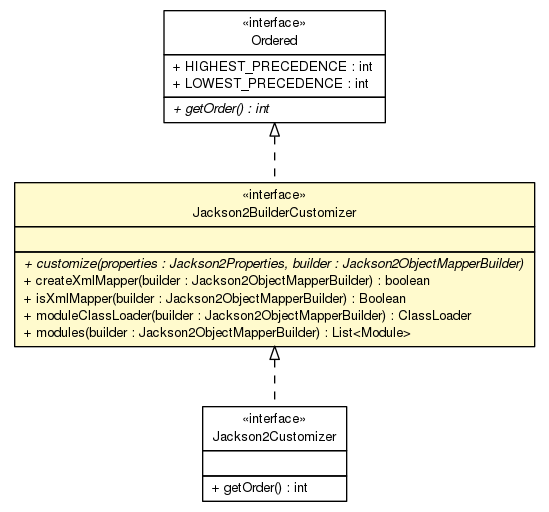 «interface»
Ordered
+ HIGHEST_PRECEDENCE : int
+ LOWEST_PRECEDENCE : int
+ getOrder() : int
«interface»
Jackson2BuilderCustomizer
+ customize(properties : Jackson2Properties, builder : Jackson2ObjectMapperBuilder)
+ createXmlMapper(builder : Jackson2ObjectMapperBuilder) : boolean
+ isXmlMapper(builder : Jackson2ObjectMapperBuilder) : Boolean
+ moduleClassLoader(builder : Jackson2ObjectMapperBuilder) : ClassLoader
+ modules(builder : Jackson2ObjectMapperBuilder) : List<Module>
«interface»
Jackson2Customizer
+ getOrder() : int